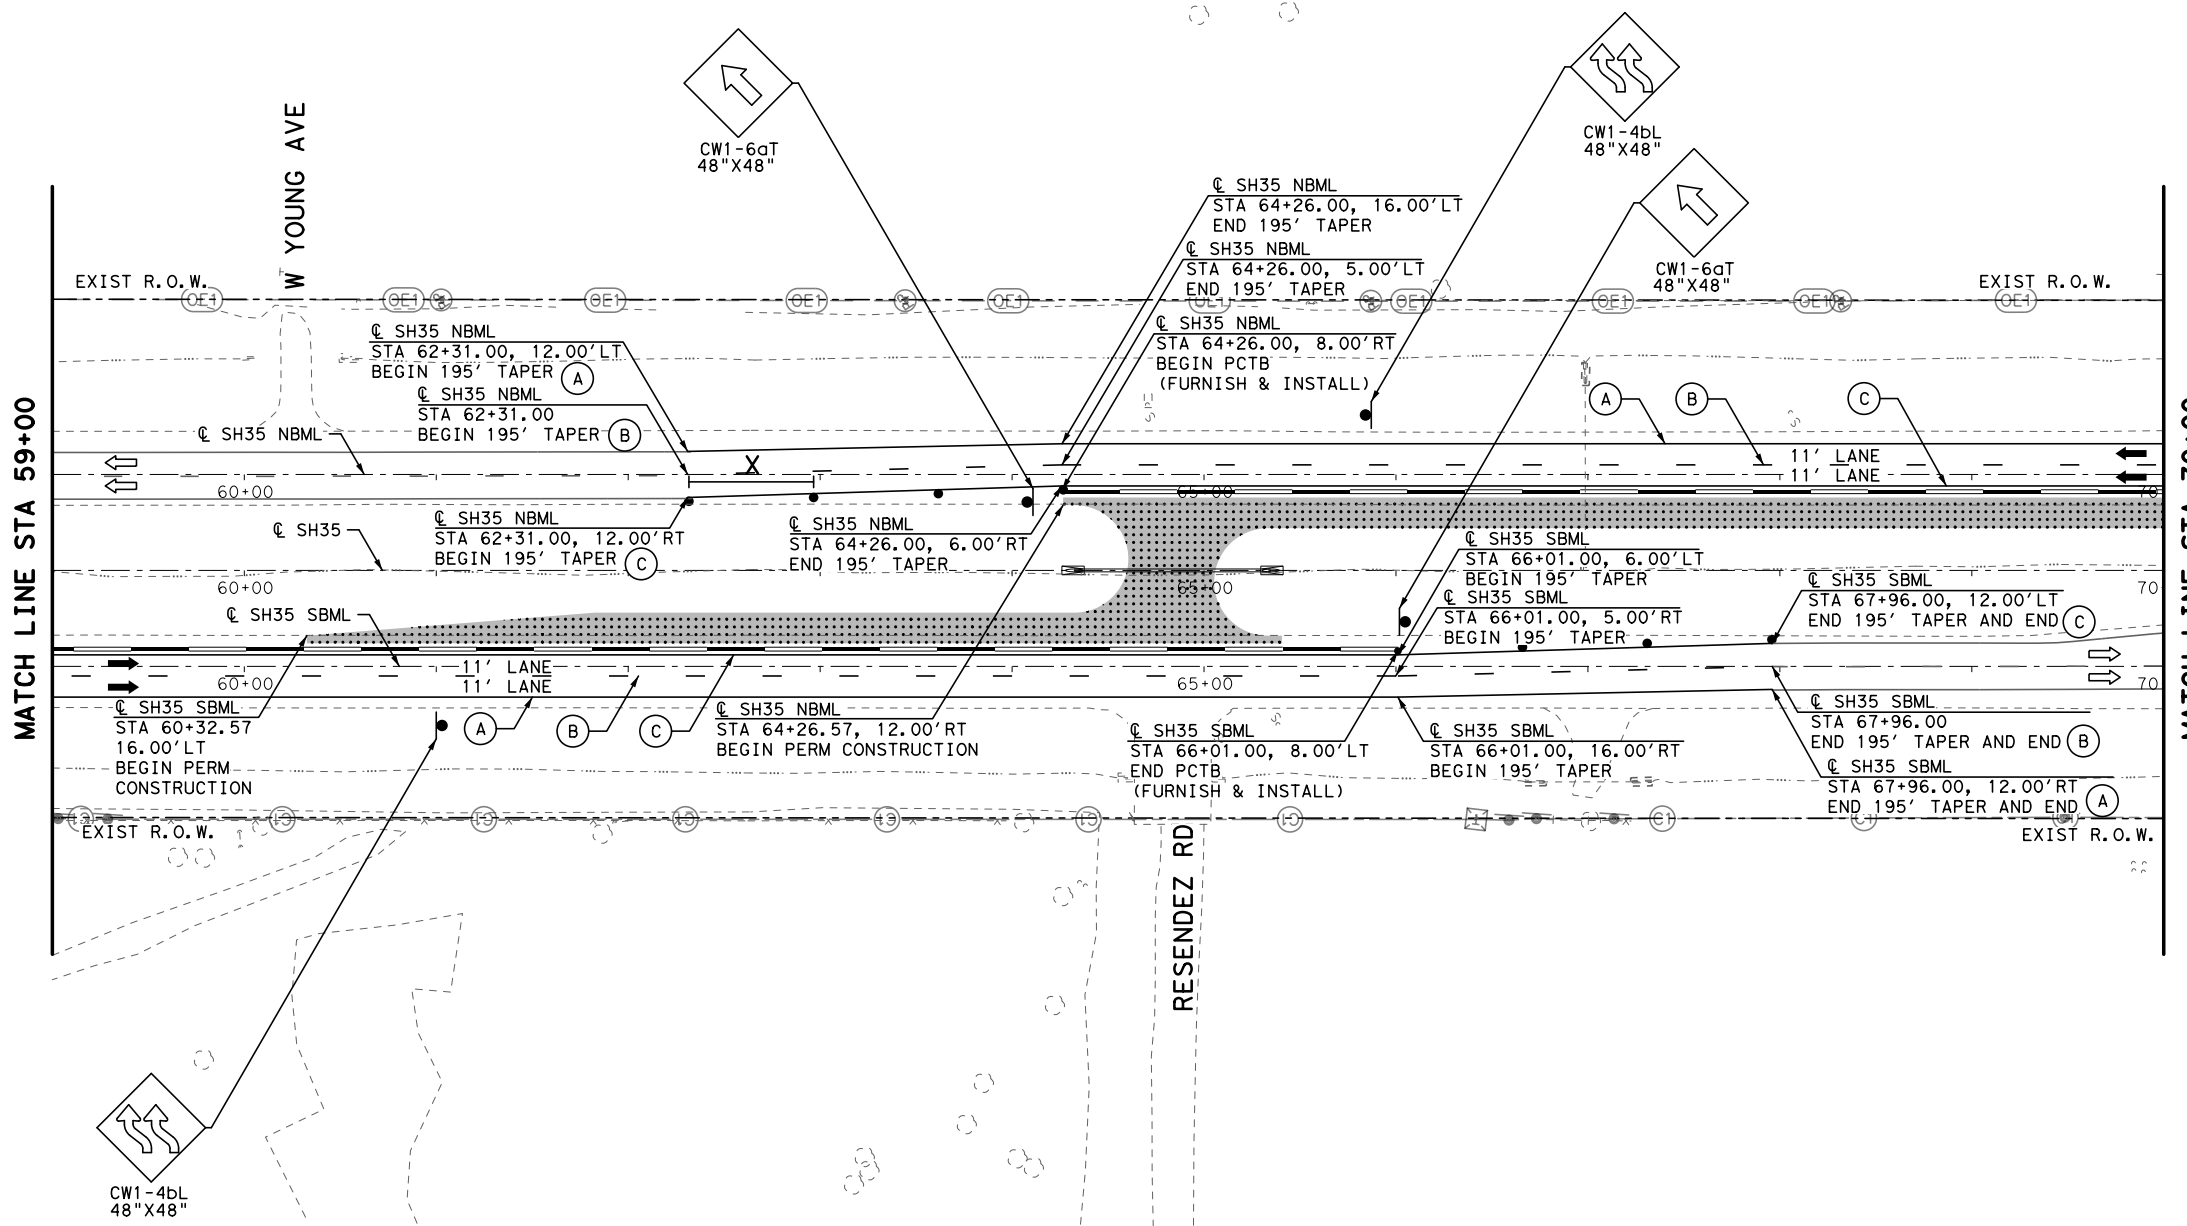 CW1-6aT
48"X48"
CW1-4bL
48"X48"
CW1-6aT
48"X48"
W YOUNG AVE
MATCH LINE STA 59+00
EXIST R.O.W.
EXIST R.O.W.
OE1
OE1
OE1
OE1
OE1
OE1
OE1
OE1
OE1
℄ SH35 NBML
STA 64+26.00, 16.00'LT
END 195' TAPER
℄ SH35 NBML
STA 64+26.00, 5.00'LT
END 195' TAPER
℄ SH35 NBML
STA 64+26.00, 8.00'RT
BEGIN PCTB
(FURNISH & INSTALL)
℄ SH35 NBML
STA 62+31.00, 12.00'LT
BEGIN 195' TAPER A
℄ SH35 NBML
STA 62+31.00
BEGIN 195' TAPER B
℄ SH35 NBML
A
B
C
X
11' LANE
11' LANE
60+00
65+00
70
℄ SH35
℄ SH35 NBML
STA 62+31.00, 12.00'RT
BEGIN 195' TAPER C
℄ SH35 NBML
STA 64+26.00, 6.00'RT
END 195' TAPER
60+00
65+00
70
℄ SH35 SBML
STA 66+01.00, 6.00'LT
BEGIN 195' TAPER
℄ SH35 SBML
STA 66+01.00, 5.00'RT
BEGIN 195' TAPER
℄ SH35 SBML
STA 67+96.00, 12.00'LT
END 195' TAPER AND END C
℄ SH35 SBML
11' LANE
11' LANE
60+00
65+00
70
℄ SH35 SBML
STA 60+32.57
16.00'LT
BEGIN PERM
CONSTRUCTION
A
B
C
℄ SH35 NBML
STA 64+26.57, 12.00'RT
BEGIN PERM CONSTRUCTION
℄ SH35 SBML
STA 66+01.00, 8.00'LT
END PCTB
(FURNISH & INSTALL)
℄ SH35 SBML
STA 66+01.00, 16.00'RT
BEGIN 195' TAPER
℄ SH35 SBML
STA 67+96.00
END 195' TAPER AND END B
℄ SH35 SBML
STA 67+96.00, 12.00'RT
END 195' TAPER AND END A
EXIST R.O.W.
EXIST R.O.W.
RESENDEZ RD
CW1-4bL
48"X48"